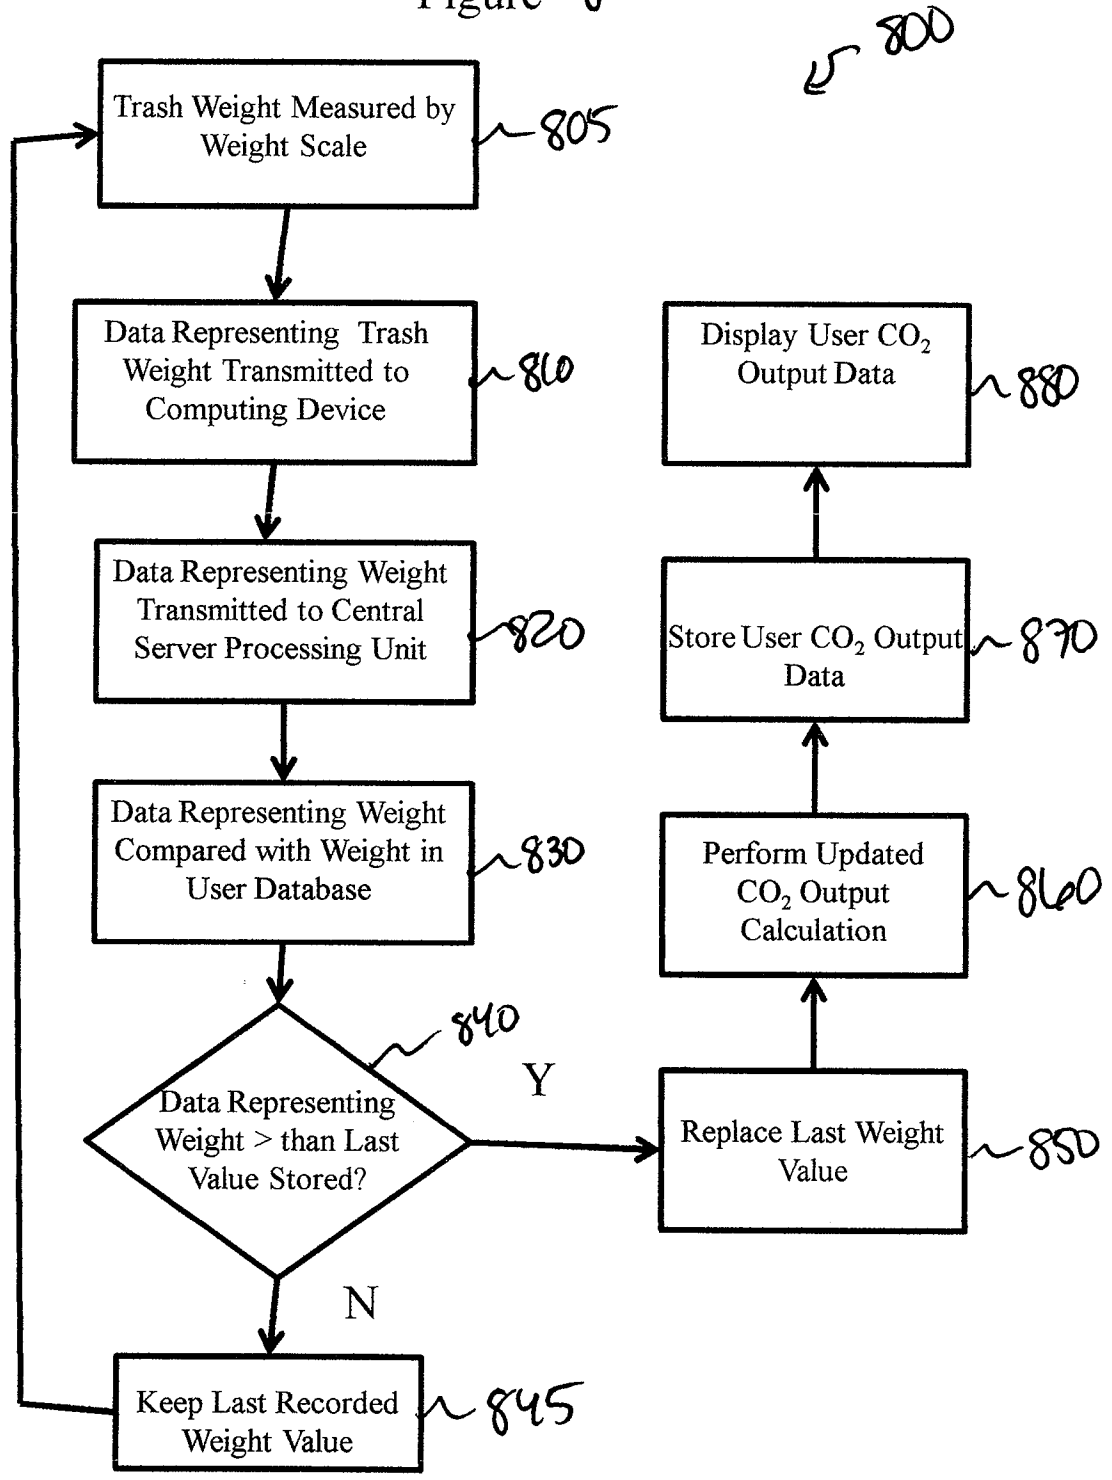 Figure 8
800
Trash Weight Measured by
Weight Scale
805
Data Representing Trash
Weight Transmitted to
Computing Device
810
Data Representing Weight
Transmitted to Central
Server Processing Unit
820
Data Representing Weight
Compared with Weight in
User Database
830
Data Representing
Weight > than Last
Value Stored?
840
Y
N
Keep Last Recorded
Weight Value
845
Replace Last Weight
Value
850
Perform Updated
CO₂ Output
Calculation
860
Store User CO₂ Output
Data
870
Display User CO₂
Output Data
880